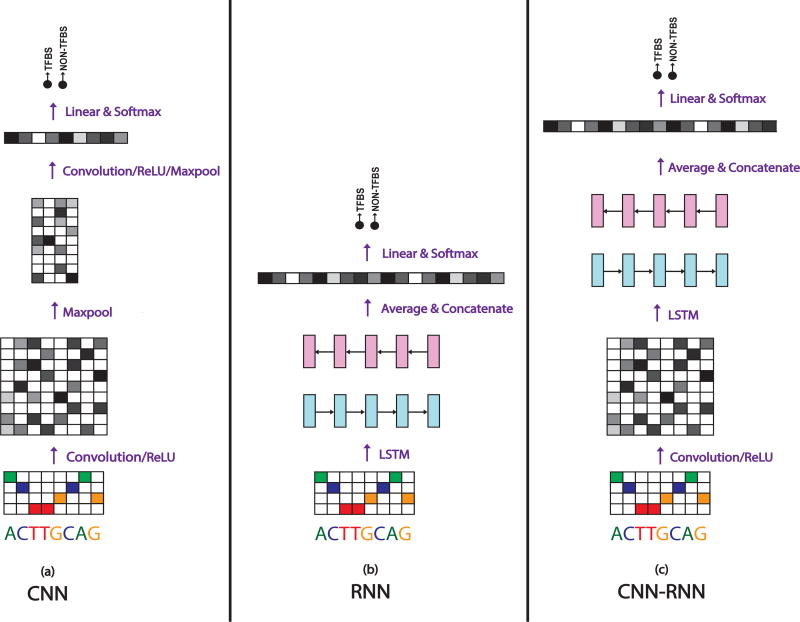 TFBS
NON-TFBS
Linear & Softmax
Convolution/ReLU/Maxpool
Maxpool
Convolution/ReLU
ACTTGCAG
(a)
CNN
TFBS
NON-TFBS
Linear & Softmax
Average & Concatenate
LSTM
ACTTGCAG
(b)
RNN
TFBS
NON-TFBS
Linear & Softmax
Average & Concatenate
LSTM
Convolution/ReLU
ACTTGCAG
(c)
CNN-RNN